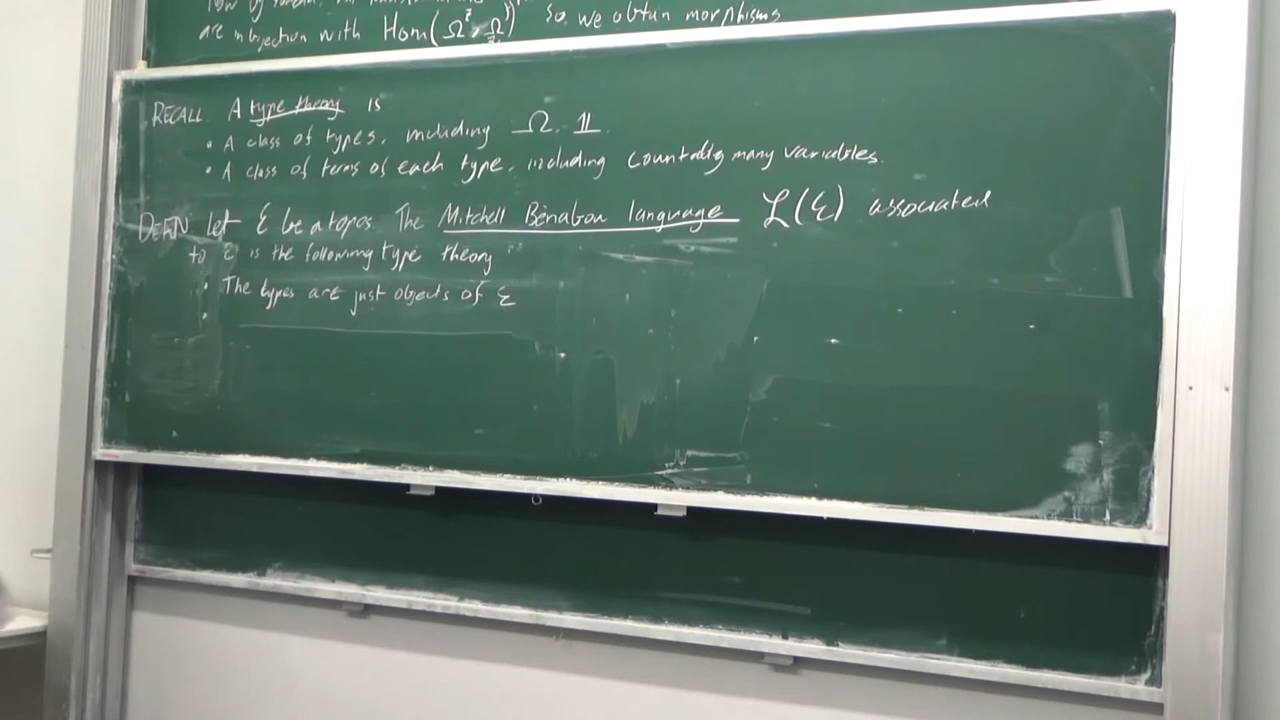 are in bijection with Hom(Ω², Ω) So we obtain morphisms
RECALL. A type theory is
• A class of types, including Ω, 𝟙.
• A class of terms of each type, including countably many variables.
DEFN Let ℰ be a topos. The Mitchell Bénabou language ℒ(ℰ) associated
to ℰ is the following type theory
• The types are just objects of ℰ
•